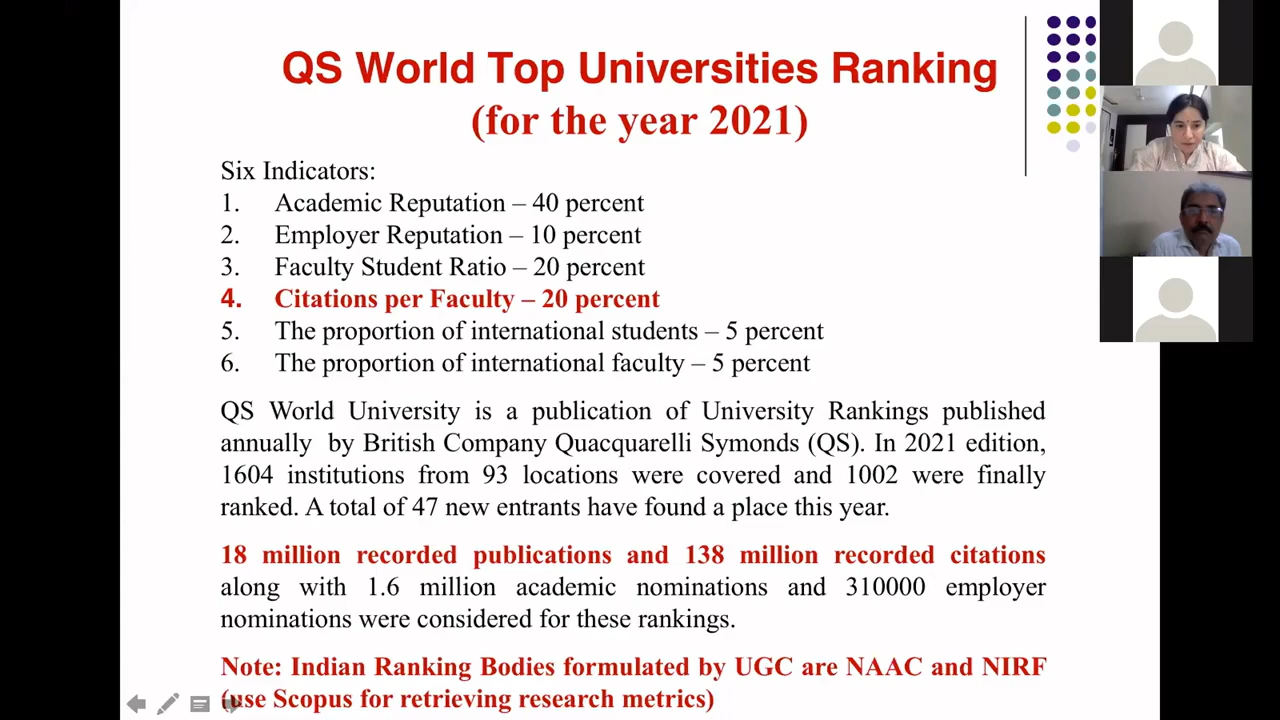 QS World Top Universities Ranking
(for the year 2021)
Six Indicators:
1. Academic Reputation – 40 percent
2. Employer Reputation – 10 percent
3. Faculty Student Ratio – 20 percent
4. Citations per Faculty – 20 percent
5. The proportion of international students – 5 percent
6. The proportion of international faculty – 5 percent
QS World University is a publication of University Rankings published
annually by British Company Quacquarelli Symonds (QS). In 2021 edition,
1604 institutions from 93 locations were covered and 1002 were finally
ranked. A total of 47 new entrants have found a place this year.
18 million recorded publications and 138 million recorded citations
along with 1.6 million academic nominations and 310000 employer
nominations were considered for these rankings.
Note: Indian Ranking Bodies formulated by UGC are NAAC and NIRF
(use Scopus for retrieving research metrics)